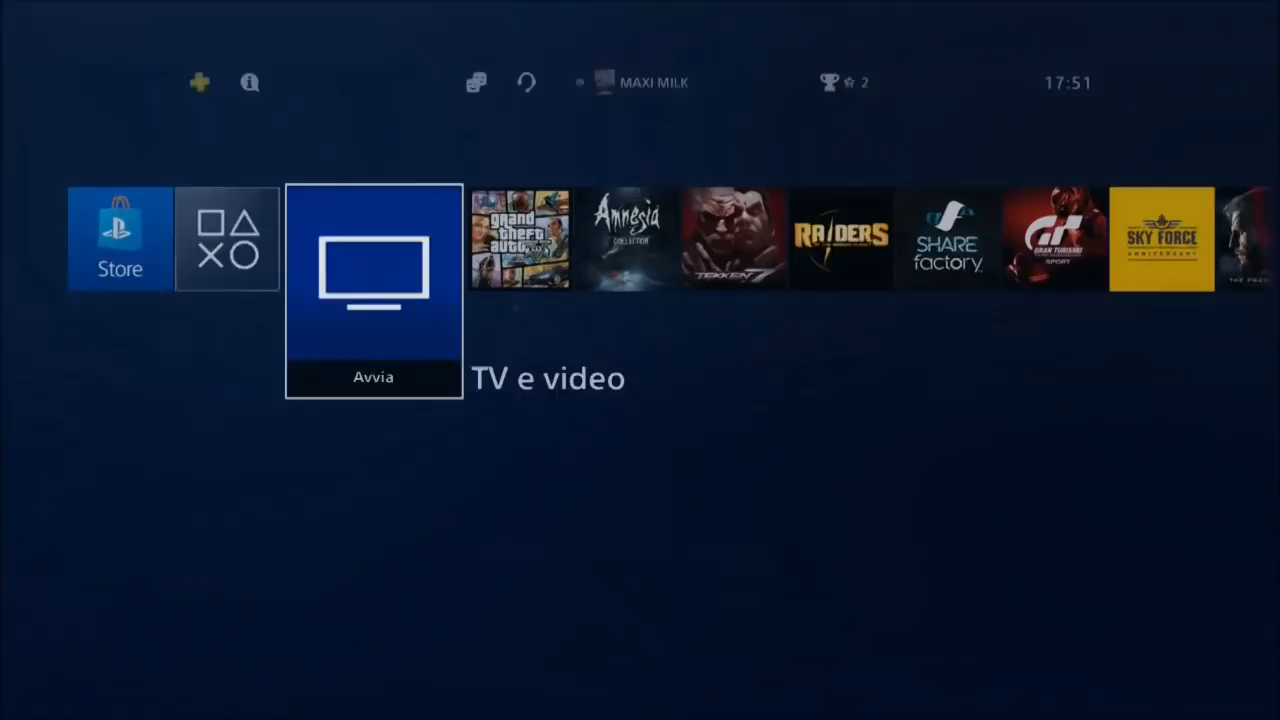 MAXI MILK
2
17:51
Store
grand
theft
auto
Amnesia
COLLECTION
TEKKEN 7
RAIDERS
SHARE
factory
GRAN TURISMO
SPORT
SKY FORCE
ANNIVERSARY
Avvia
TV e video